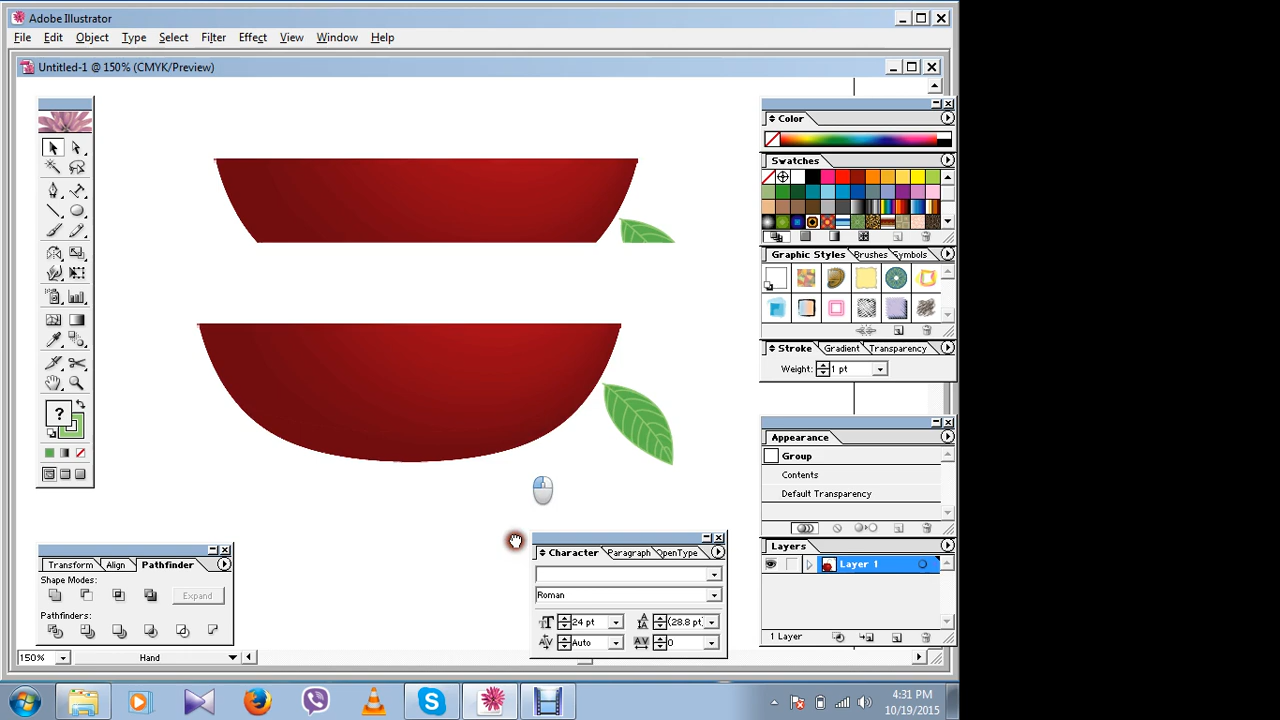 Adobe Illustrator
File Edit Object Type Select Filter Effect View Window Help
Untitled-1 @ 150% (CMYK/Preview)
Color
Swatches
Graphic Styles Brushes Symbols
Stroke Gradient Transparency
Weight: 1 pt
?
Appearance
Group
Contents
Default Transparency
Character Paragraph OpenType
Roman
24 pt (28.8 pt)
Auto 0
Transform Align Pathfinder
Shape Modes:
Expand
Pathfinders:
Layers
Layer 1
1 Layer
150% Hand
4:31 PM
10/19/2015